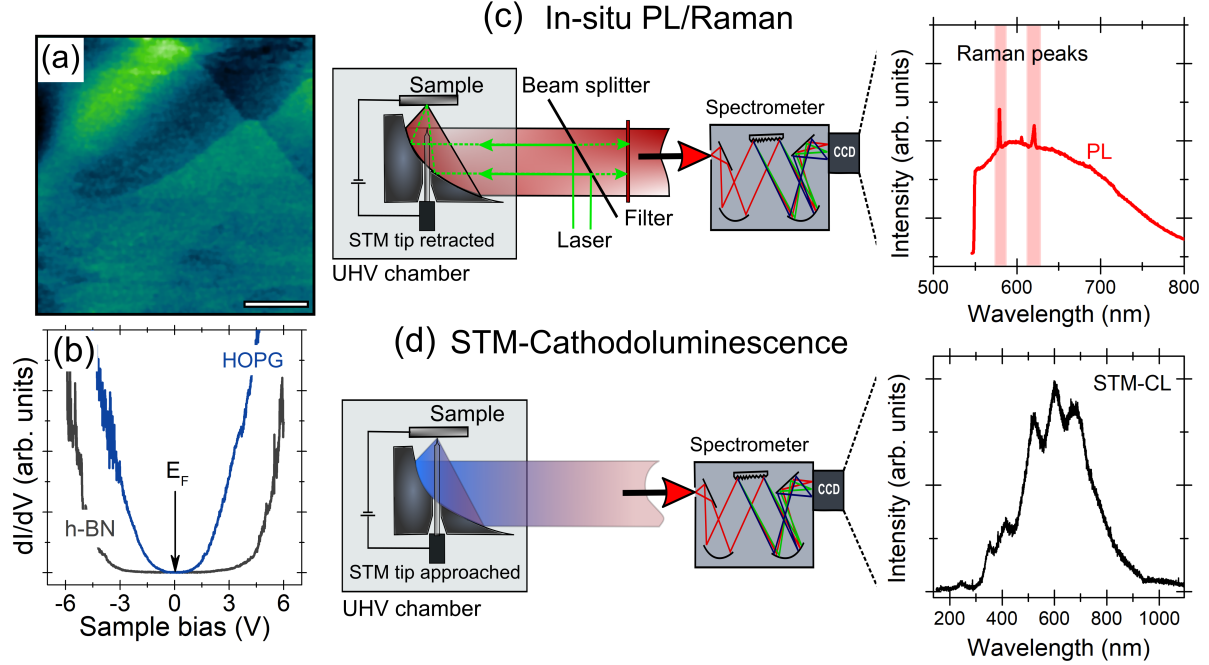 (a)
(b)
HOPG
h-BN
E_F
dI/dV (arb. units)
-6 -3 0 3 6
Sample bias (V)
(c) In-situ PL/Raman
Sample
Beam splitter
STM tip retracted
UHV chamber
Laser
Filter
Spectrometer
CCD
Raman peaks
PL
Intensity (arb. units)
500 600 700 800
Wavelength (nm)
(d) STM-Cathodoluminescence
Sample
STM tip approached
UHV chamber
Spectrometer
CCD
STM-CL
Intensity (arb. units)
200 400 600 800 1000
Wavelength (nm)